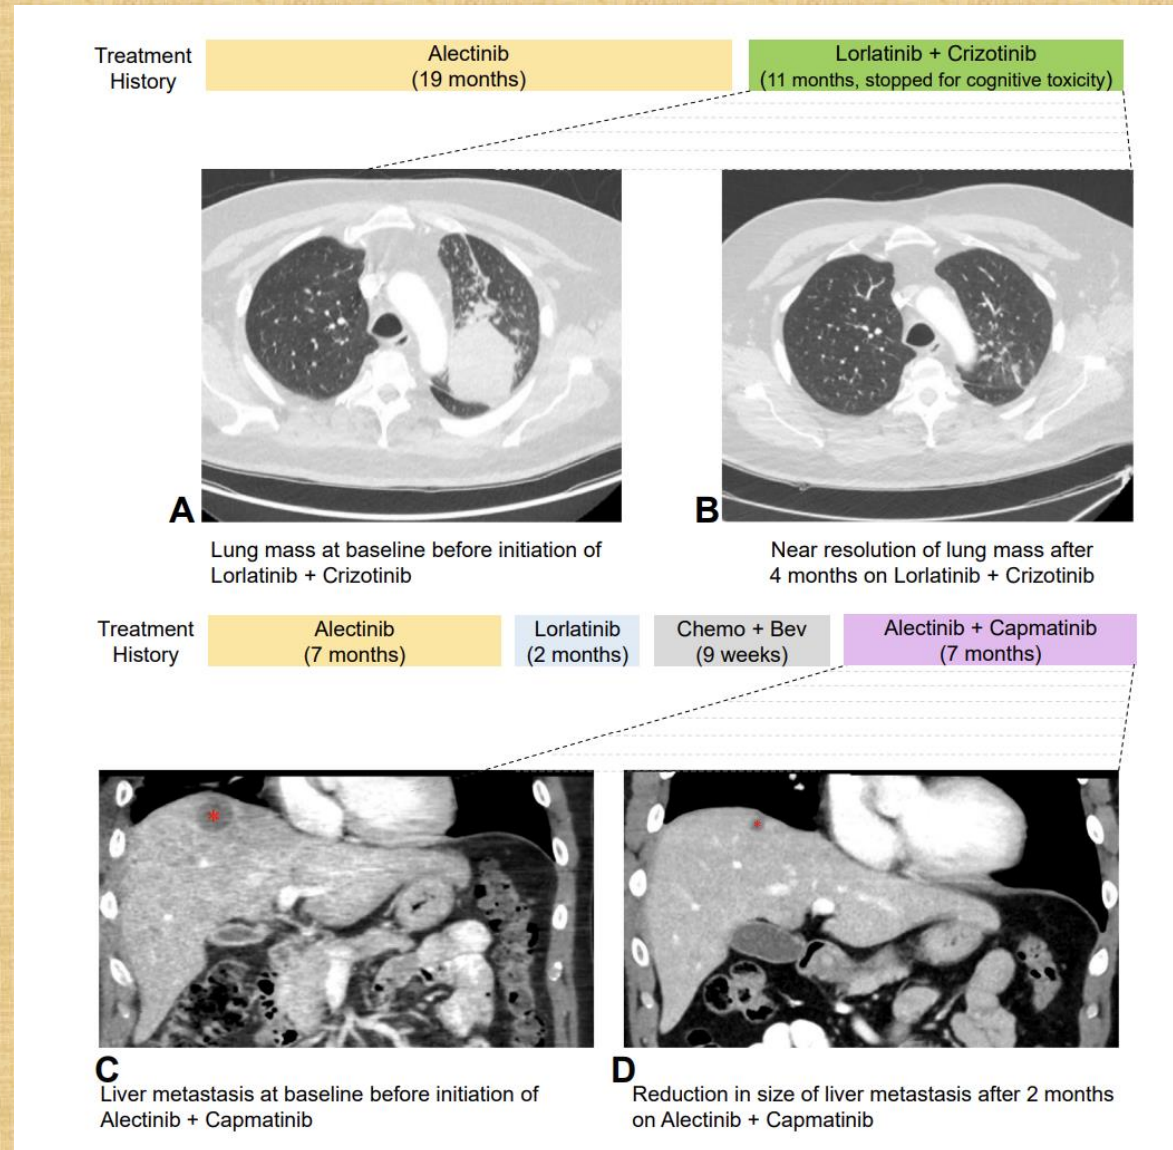 Treatment
History
Alectinib
(19 months)
Lorlatinib + Crizotinib
(11 months, stopped for cognitive toxicity)
A
B
Lung mass at baseline before initiation of
Lorlatinib + Crizotinib
Near resolution of lung mass after
4 months on Lorlatinib + Crizotinib
Treatment
History
Alectinib
(7 months)
Lorlatinib
(2 months)
Chemo + Bev
(9 weeks)
Alectinib + Capmatinib
(7 months)
*
*
C
Liver metastasis at baseline before initiation of
Alectinib + Capmatinib
D
Reduction in size of liver metastasis after 2 months
on Alectinib + Capmatinib